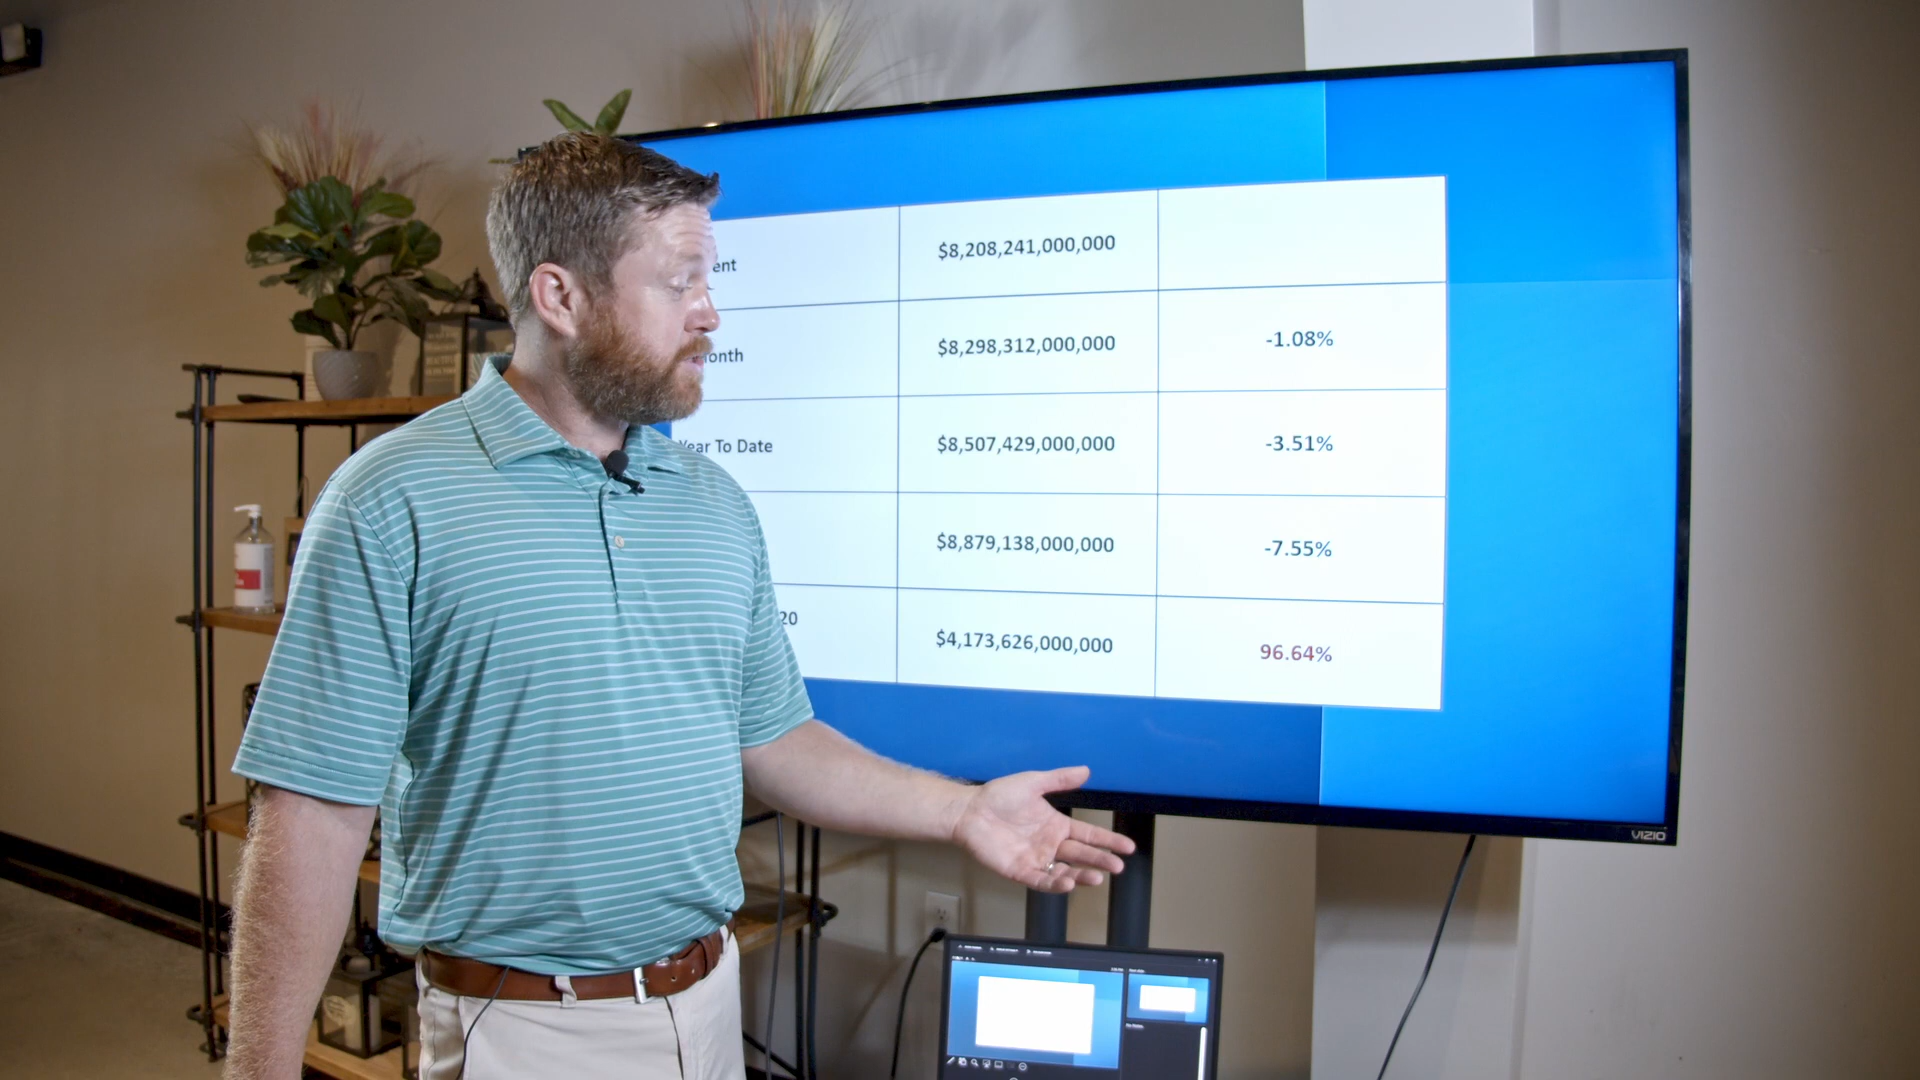 ent $8,208,241,000,000
onth $8,298,312,000,000 -1.08%
Year To Date $8,507,429,000,000 -3.51%
$8,879,138,000,000 -7.55%
20 $4,173,626,000,000 96.64%
VIZIO